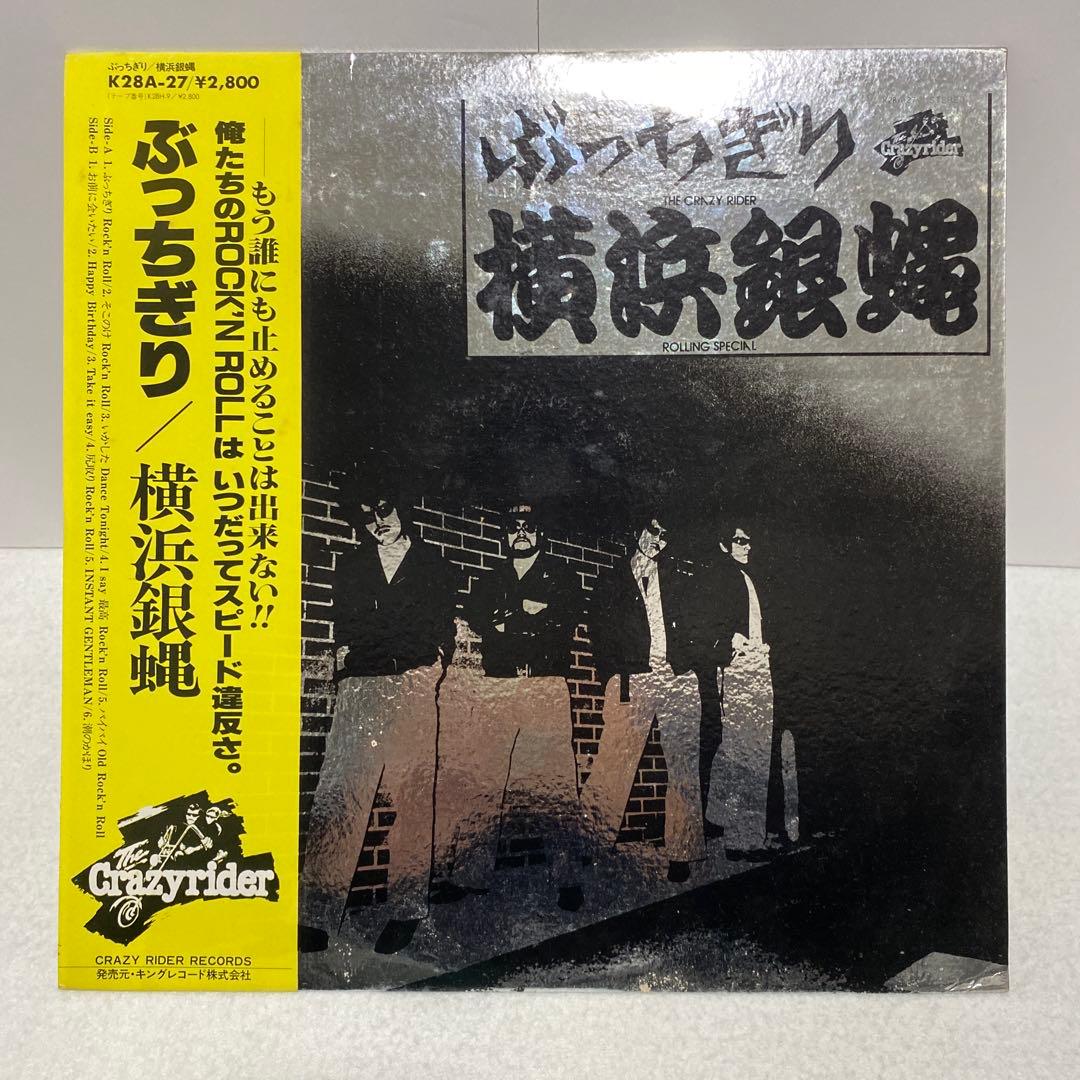 ぶっちぎり/横浜銀蝿
K28A-27/¥2,800
(テープ番号)K28H-9/¥2,800
もう誰にも止めることは出来ない!!
俺たちのROCK'N ROLLは いつだってスピード違反さ。
ぶっちぎり/横浜銀蝿
Side-A 1. ぶっちぎり Rock'n Roll/2. そこのけ Rock'n Roll/3. いかした Dance Tonight/4. I say 最高 Rock'n Roll/5. バイバイ Old Rock'n Roll
Side-B 1. お前に会いたい/2. Happy Birthday/3. Take it easy/4. 尻取り Rock'n Roll/5. INSTANT GENTLEMAN/6. 潮のかほり
The
Crazyrider
CRAZY RIDER RECORDS
発売元・キングレコード株式会社
ぶっちぎり
Crazyrider
THE CRAZY RIDER
横浜銀蝿
ROLLING SPECIAL